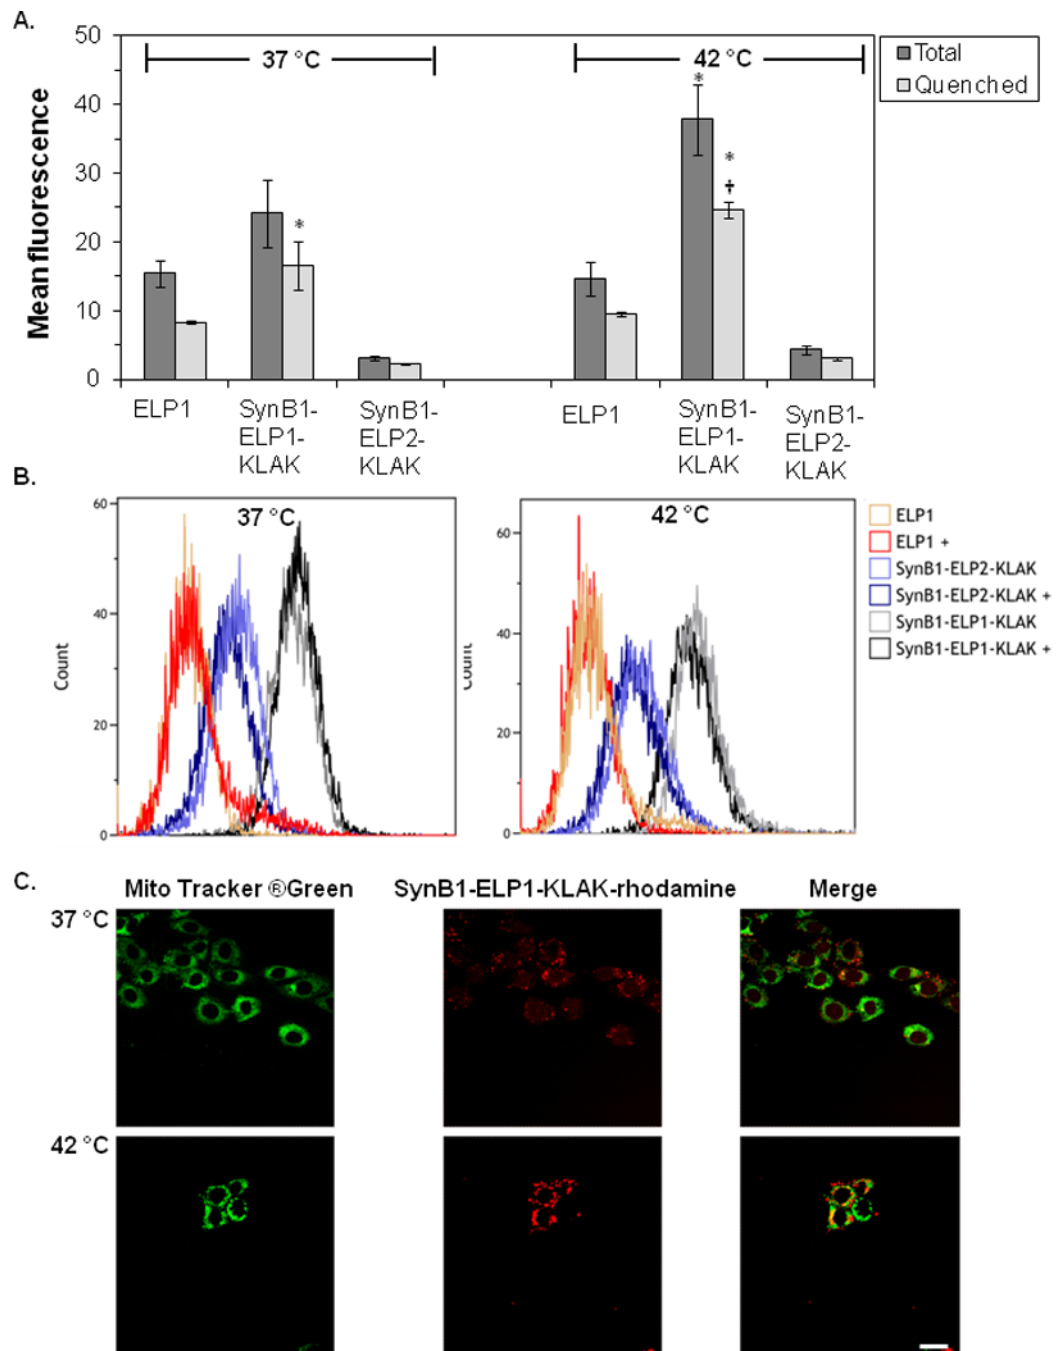 A.
50
40
30
20
10
0
Mean fluorescence
37 °C
42 °C
Total
Quenched
*
*
*
‡
ELP1
SynB1-
ELP1-
KLAK
SynB1-
ELP2-
KLAK
ELP1
SynB1-
ELP1-
KLAK
SynB1-
ELP2-
KLAK
B.
37 °C
60
40
20
0
Count
42 °C
60
40
20
0
Count
ELP1
ELP1 +
SynB1-ELP2-KLAK
SynB1-ELP2-KLAK +
SynB1-ELP1-KLAK
SynB1-ELP1-KLAK +
C.
Mito Tracker ®Green
SynB1-ELP1-KLAK-rhodamine
Merge
37 °C
42 °C